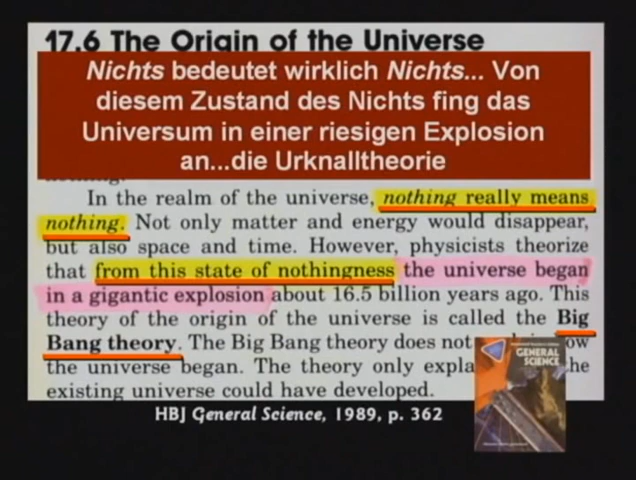 17.6 The Origin of the Universe
Nichts bedeutet wirklich Nichts... Von
diesem Zustand des Nichts fing das
Universum in einer riesigen Explosion
an...die Urknalltheorie
In the realm of the universe, nothing really means
nothing. Not only matter and energy would disappear,
but also space and time. However, physicists theorize
that from this state of nothingness the universe began
in a gigantic explosion about 16.5 billion years ago. This
theory of the origin of the universe is called the Big
Bang theory. The Big Bang theory does not
the universe began. The theory only the
existing universe could have developed.
GENERAL
SCIENCE
HBJ General Science, 1989, p. 362